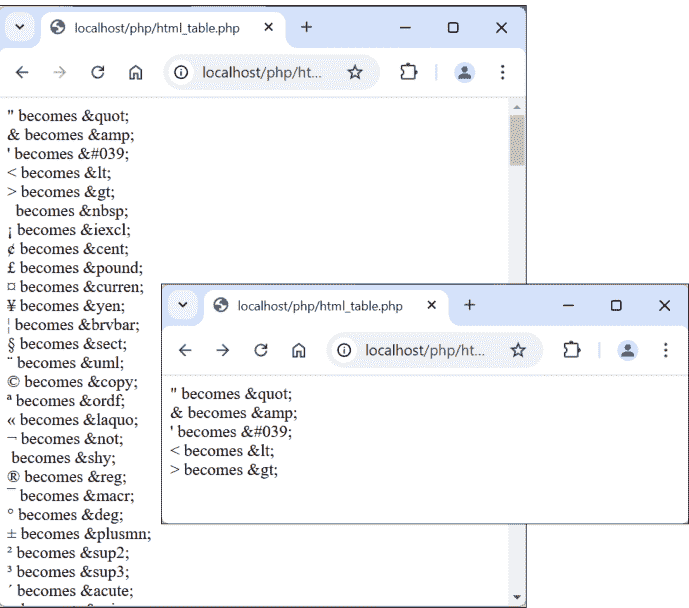 localhost/php/html_table.php
localhost/php/ht...
" becomes &quot;
& becomes &amp;
' becomes &#039;
< becomes &lt;
> becomes &gt;
  becomes &nbsp;
¡ becomes &iexcl;
¢ becomes &cent;
£ becomes &pound;
¤ becomes &curren;
¥ becomes &yen;
¦ becomes &brvbar;
§ becomes &sect;
¨ becomes &uml;
© becomes &copy;
ª becomes &ordf;
« becomes &laquo;
¬ becomes &not;
 becomes &shy;
® becomes &reg;
¯ becomes &macr;
° becomes &deg;
± becomes &plusmn;
² becomes &sup2;
³ becomes &sup3;
´ becomes &acute;
localhost/php/html_table.php
localhost/php/ht...
" becomes &quot;
& becomes &amp;
' becomes &#039;
< becomes &lt;
> becomes &gt;